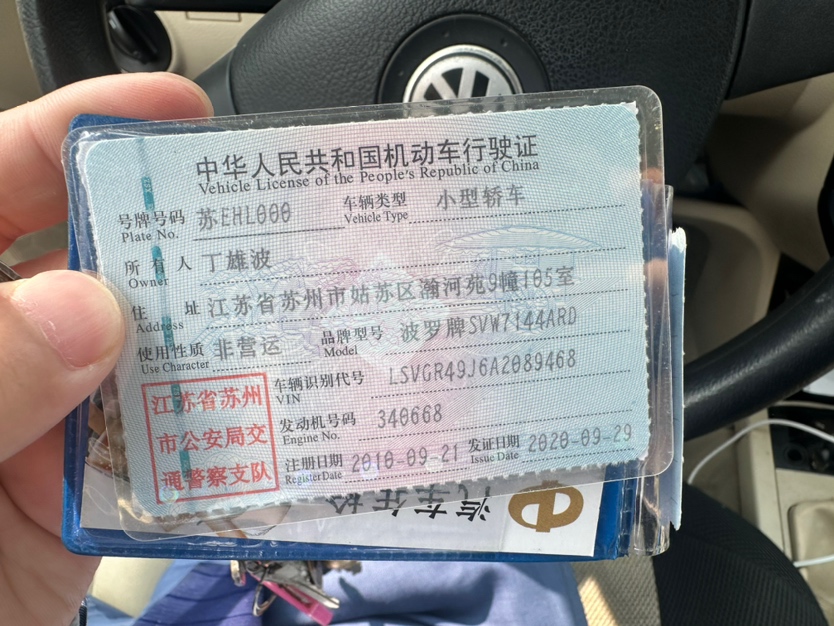 中华人民共和国机动车行驶证
Vehicle License of the People's Republic of China
号牌号码 苏EHL000 车辆类型 小型轿车
Plate No. Vehicle Type
所有人 丁雄波
Owner
住址 江苏省苏州市姑苏区瀚河苑9幢105室
Address
使用性质 非营运 品牌型号 波罗牌SVW7144ARD
Use Character Model
车辆识别代号 LSVGR49J6A2089468
VIN
发动机号码 340668
Engine No.
注册日期 2010-09-21 发证日期 2020-09-29
Register Date Issue Date
江苏省苏州
市公安局交
通警察支队
汽车年检